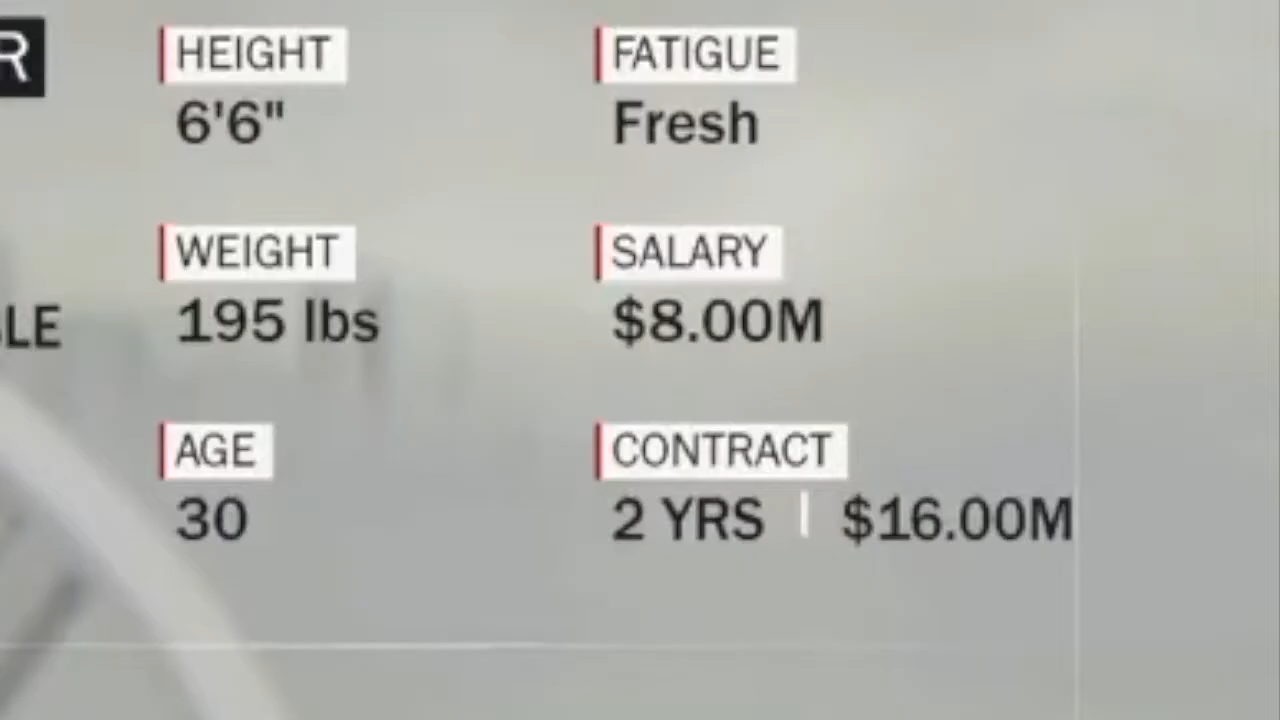 R
HEIGHT
6'6"
FATIGUE
Fresh
WEIGHT
195 lbs
SALARY
$8.00M
LE
AGE
30
CONTRACT
2 YRS | $16.00M